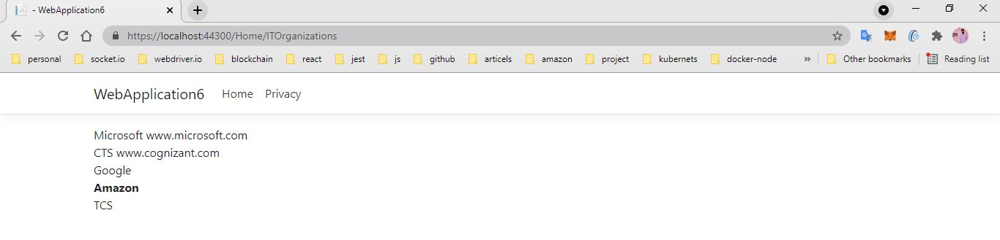 - WebApplication6
https://localhost:44300/Home/ITOrganizations
personal socket.io webdriver.io blockchain react jest js github articels amazon project kubernets docker-node » Other bookmarks Reading list
WebApplication6 Home Privacy
Microsoft www.microsoft.com
CTS www.cognizant.com
Google
Amazon
TCS